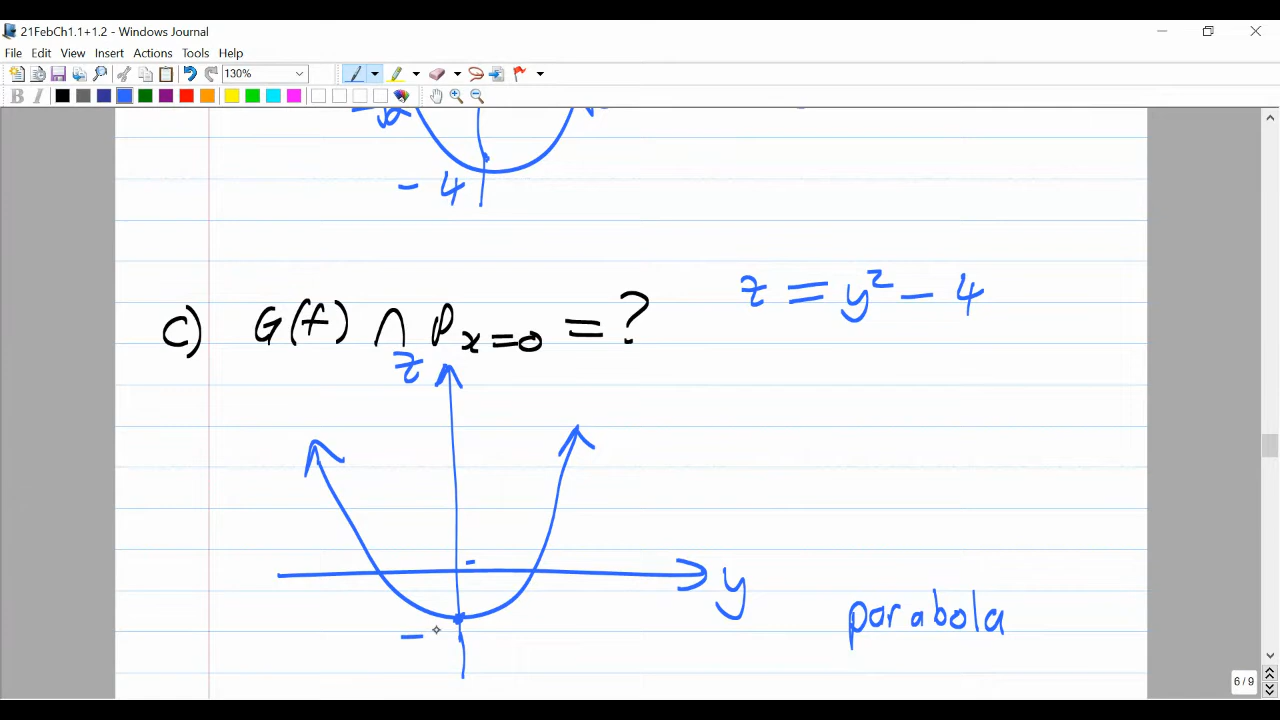 21FebCh1.1+1.2 - Windows Journal
File Edit View Insert Actions Tools Help
130%
B I
- 4
c) G(f) ∩ P x=0 = ?
z = y² - 4
z
y
parabola
-
6 / 9